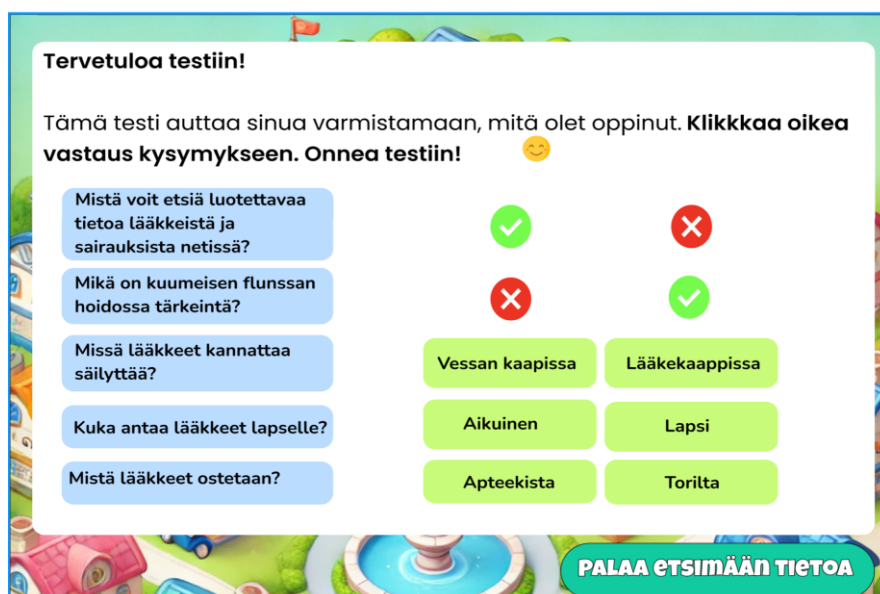 Tervetuloa testiin!
Tämä testi auttaa sinua varmistamaan, mitä olet oppinut. Klikkkaa oikea
vastaus kysymykseen. Onnea testiin!
Mistä voit etsiä luotettavaa
tietoa lääkkeistä ja
sairauksista netissä?
Mikä on kuumeisen flunssan
hoidossa tärkeintä?
Missä lääkkeet kannattaa
säilyttää?
Vessan kaapissa
Lääkekaappissa
Kuka antaa lääkkeet lapselle?
Aikuinen
Lapsi
Mistä lääkkeet ostetaan?
Apteekista
Torilta
PALAA ETSIMÄÄN TIETOA